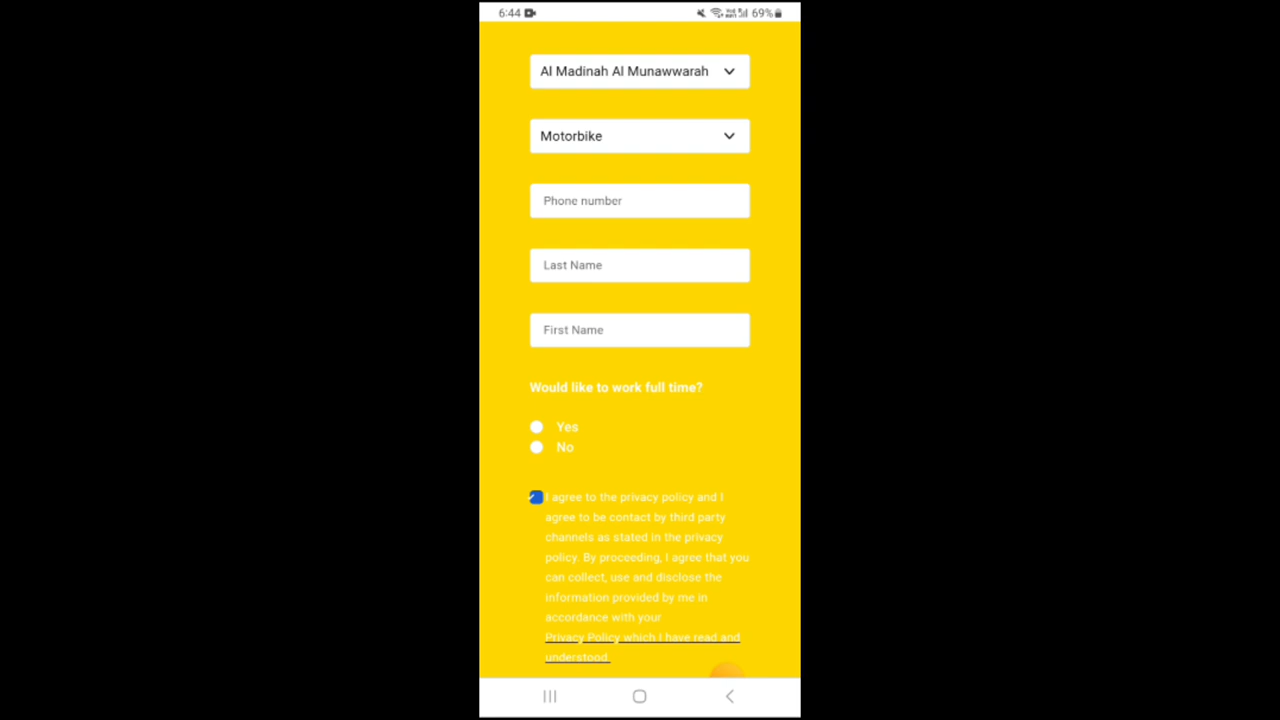 6:44
69%
Al Madinah Al Munawwarah
Motorbike
Phone number
Last Name
First Name
Would like to work full time?
Yes
No
I agree to the privacy policy and I
agree to be contact by third party
channels as stated in the privacy
policy. By proceeding, I agree that you
can collect, use and disclose the
information provided by me in
accordance with your
Privacy Policy which I have read and
understood.